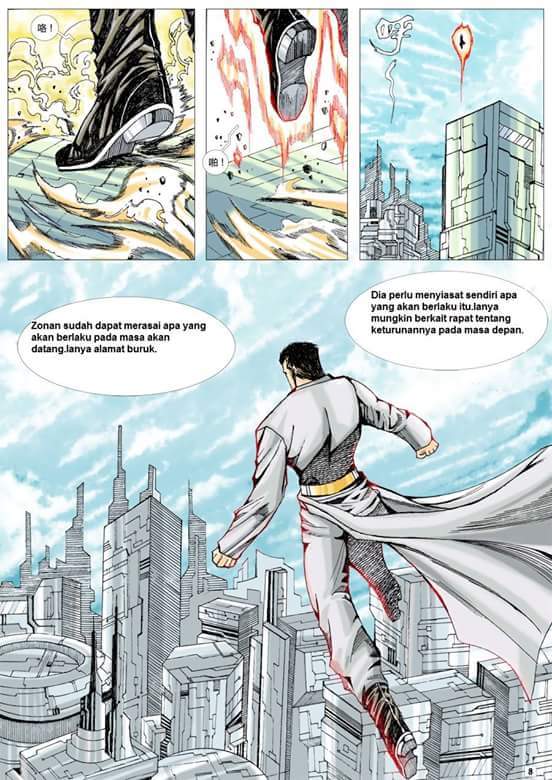 咯！
啪！
呼
Zonan sudah dapat merasai apa yang
akan berlaku pada masa akan
datang.Ianya alamat buruk.
Dia perlu menyiasat sendiri apa
yang akan berlaku itu.Ianya
mungkin berkait rapat tentang
keturunannya pada masa depan.
8